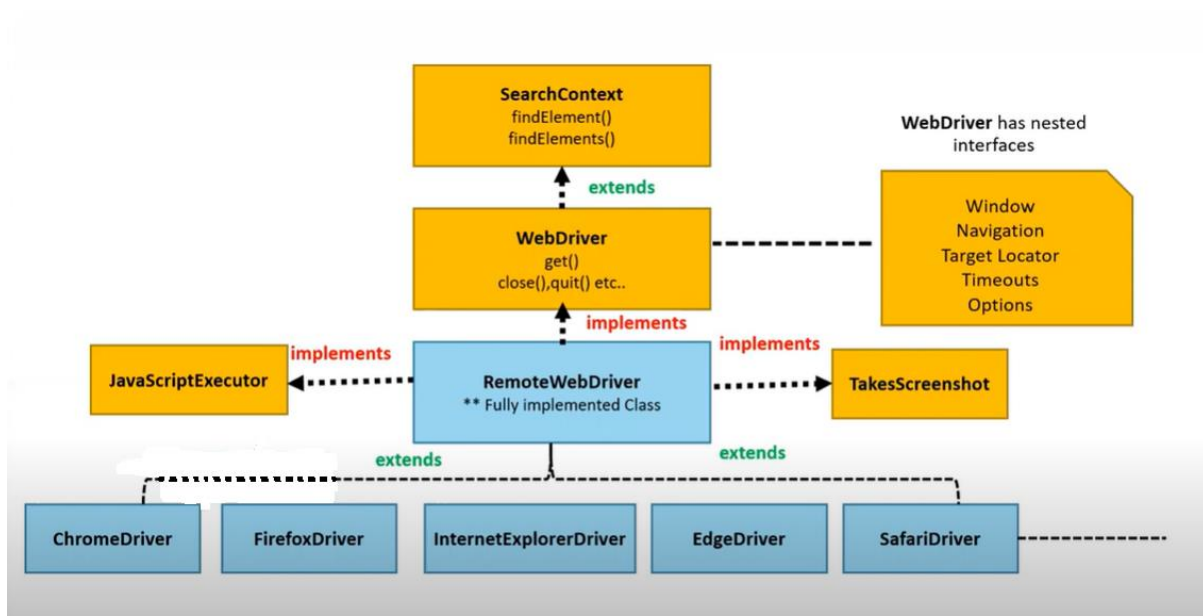 SearchContext
findElement()
findElements()
WebDriver has nested
interfaces
extends
Window
Navigation
Target Locator
Timeouts
Options
WebDriver
get()
close(),quit() etc..
implements
implements
implements
JavaScriptExecutor
RemoteWebDriver
** Fully implemented Class
TakesScreenshot
extends
extends
ChromeDriver
FirefoxDriver
InternetExplorerDriver
EdgeDriver
SafariDriver